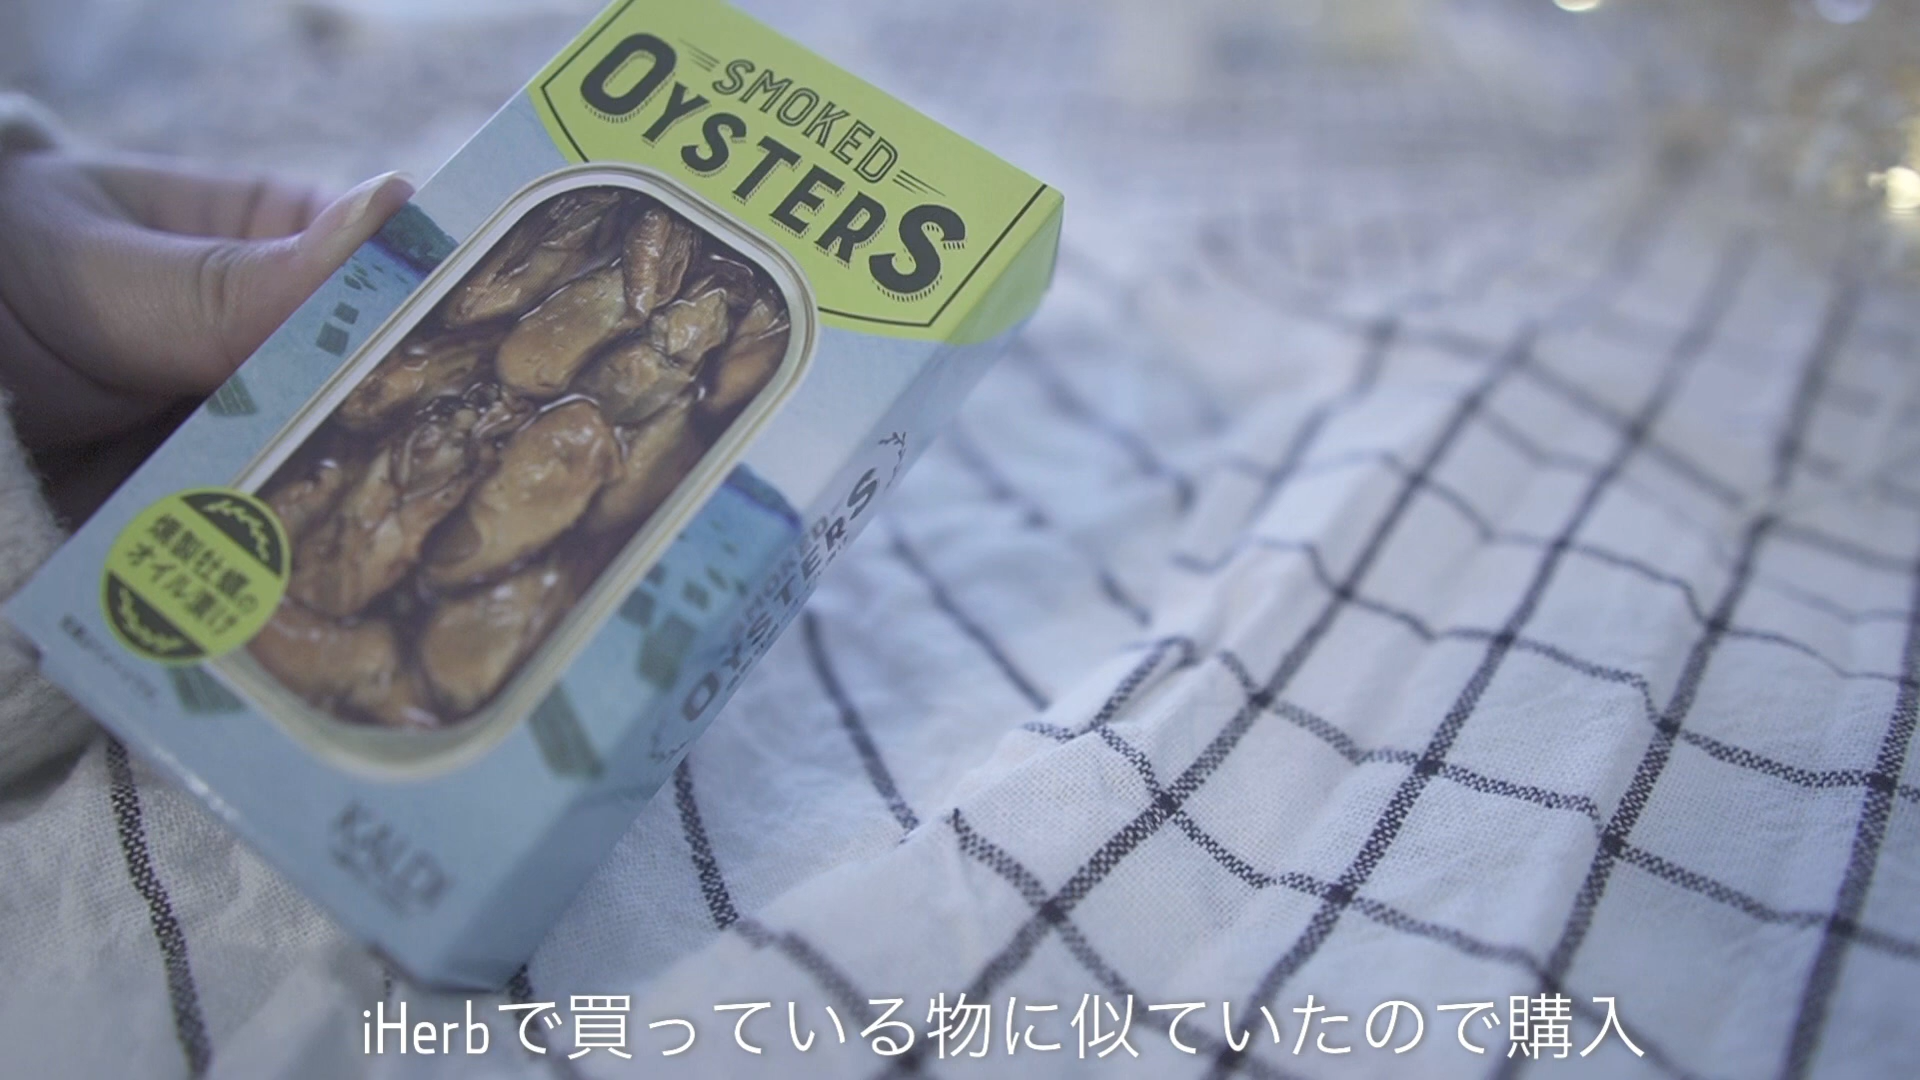 SMOKED
OYSTERS
燻製牡蠣の
オイル漬け
SMOKED
OYSTERS
KALDI
iHerbで買っている物に似ていたので購入